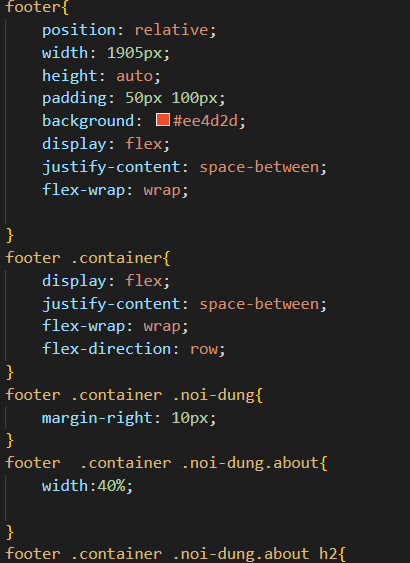 footer{
position: relative;
width: 1905px;
height: auto;
padding: 50px 100px;
background: #ee4d2d;
display: flex;
justify-content: space-between;
flex-wrap: wrap;
}
footer .container{
display: flex;
justify-content: space-between;
flex-wrap: wrap;
flex-direction: row;
}
footer .container .noi-dung{
margin-right: 10px;
}
footer  .container .noi-dung.about{
width:40%;
}
footer .container .noi-dung.about h2{